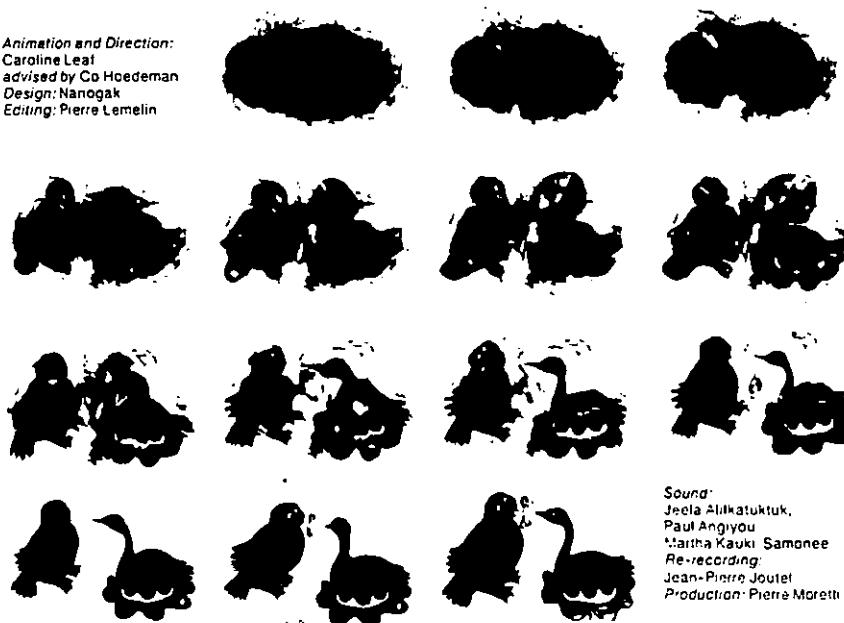 Animation and Direction:
Caroline Leaf
advised by Co Hoedeman
Design: Nanogak
Editing: Pierre Lemelin
Sound:
Jeela Alilkatuktuk,
Paul Angiyou
Martha Kauki Samonee
Re-recording:
Jean-Pierre Joutel
Production: Pierre Moretti